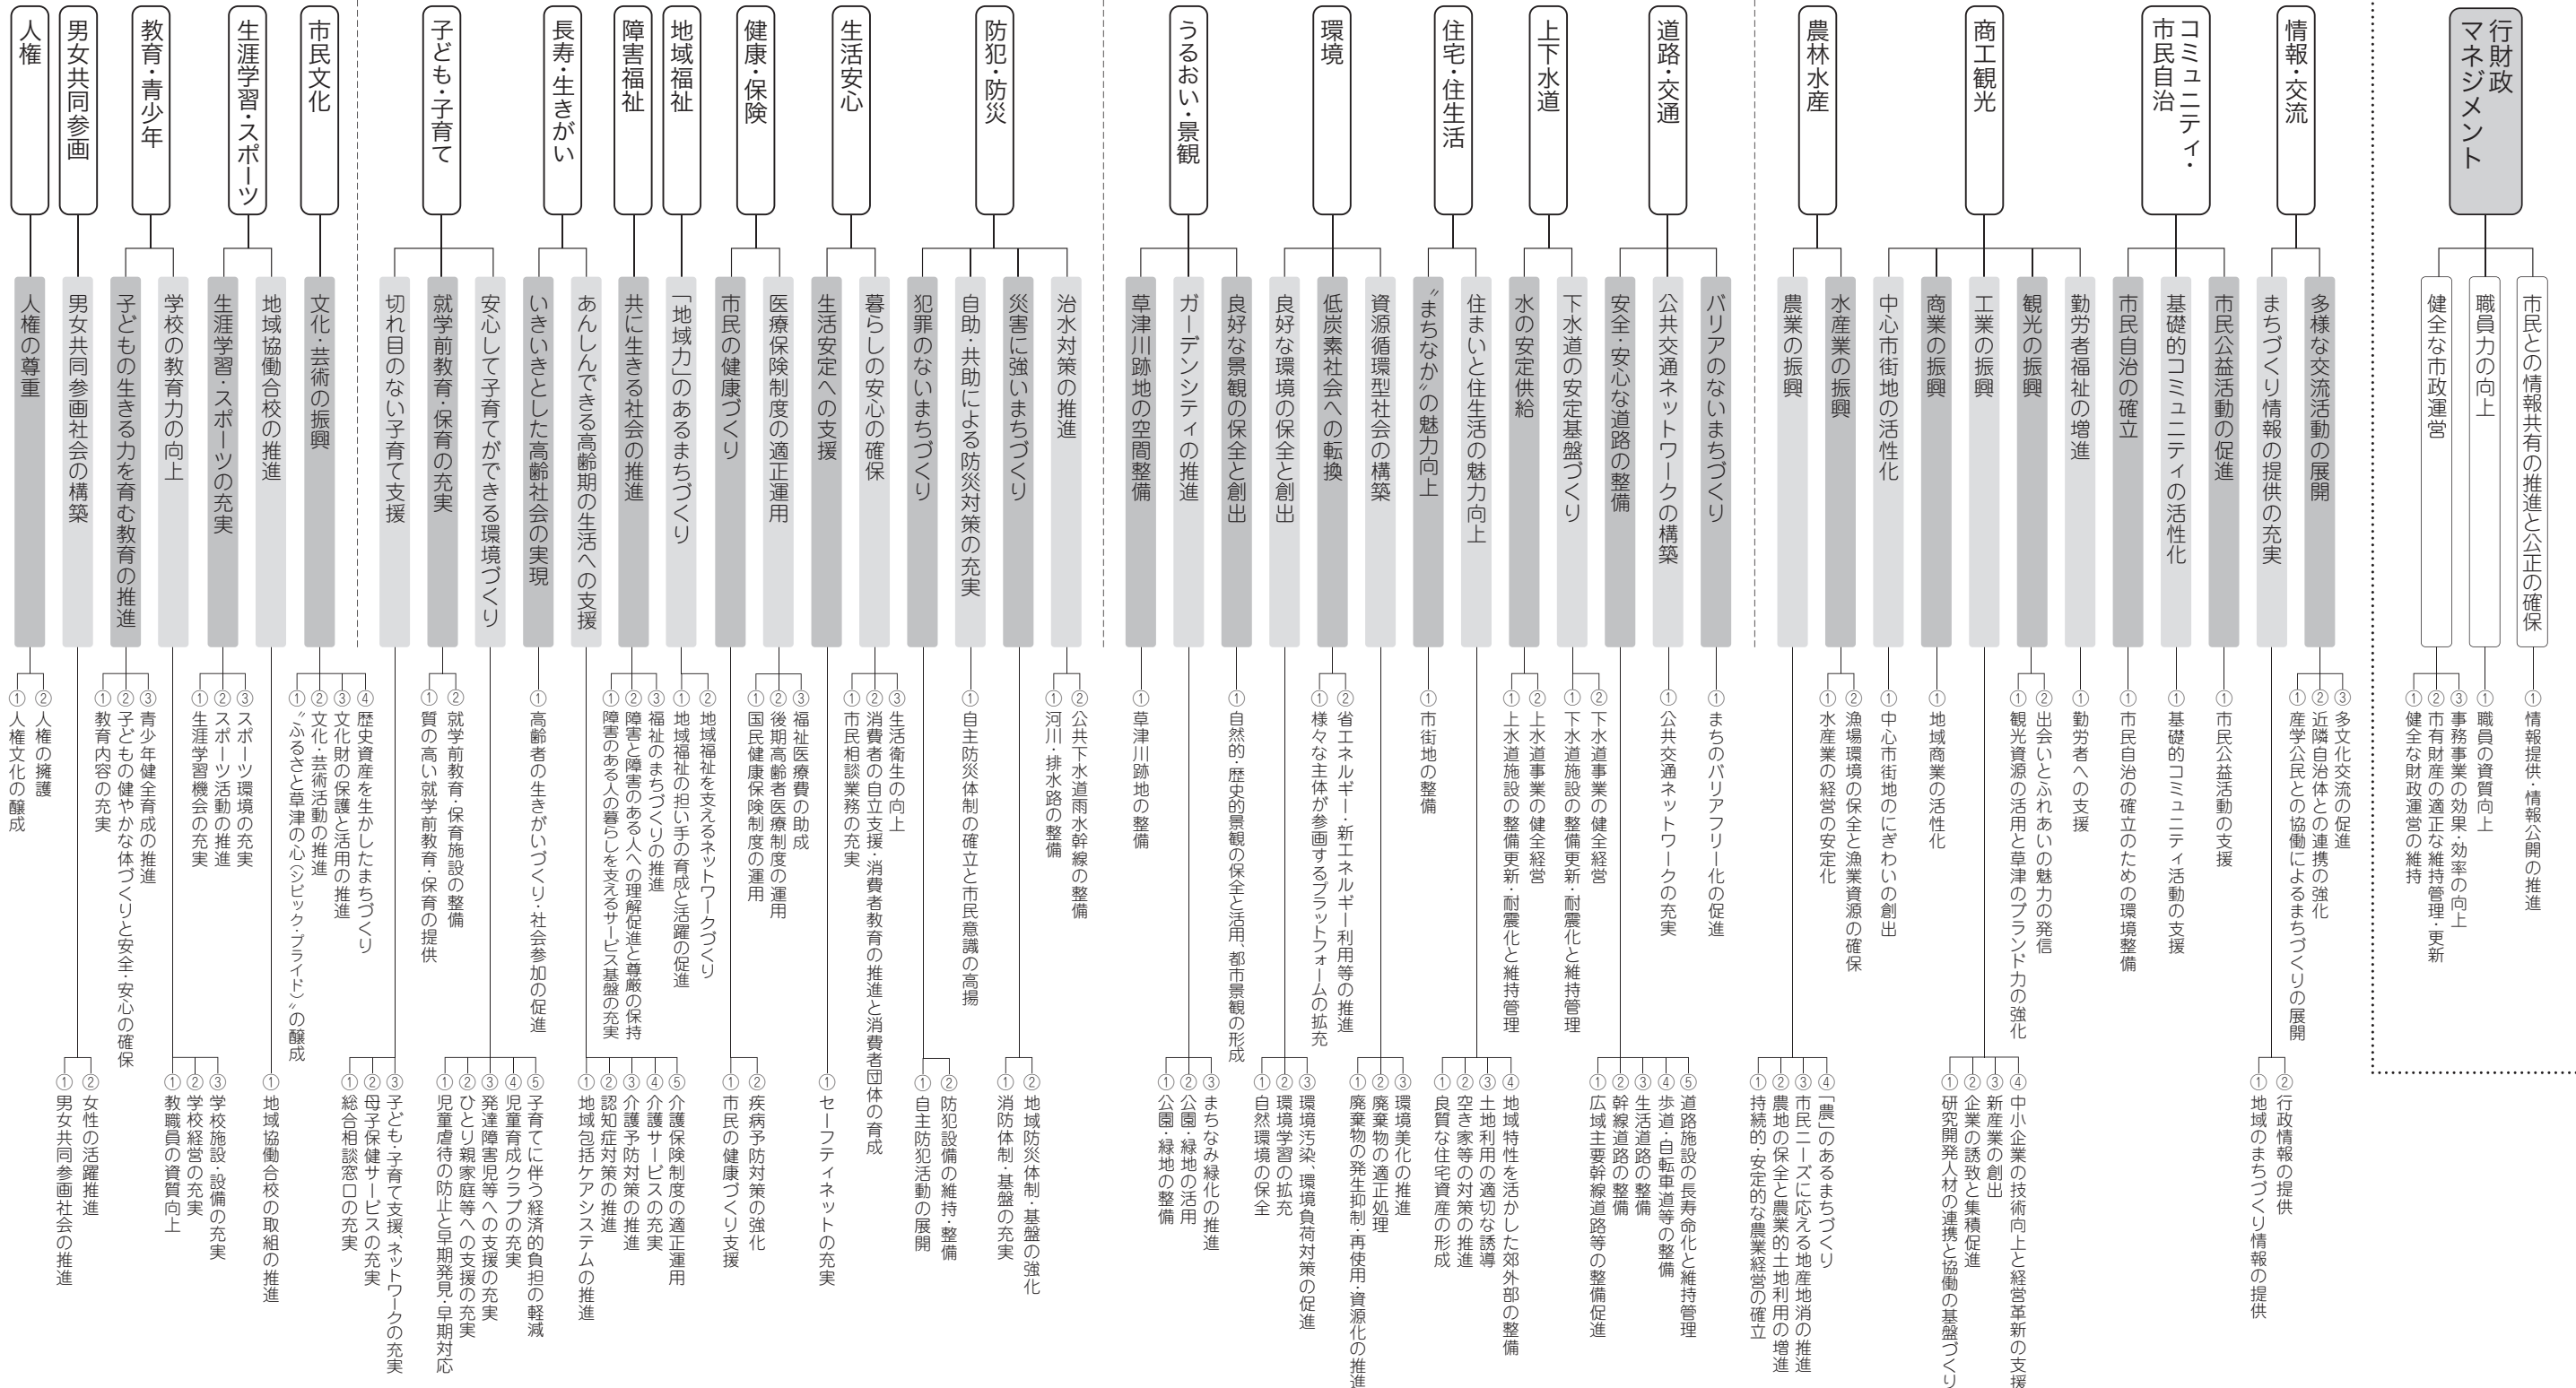 人権
男女共同参画
教育・青少年
生涯学習・スポーツ
市民文化
子ども・子育て
長寿・生きがい
障害福祉
地域福祉
健康・保険
生活安心
防犯・防災
うるおい・景観
環境
住宅・住生活
上下水道
道路・交通
農林水産
商工観光
コミュニティ・
市民自治
情報・交流
行財政
マネジメント
人権の尊重
男女共同参画社会の構築
子どもの生きる力を育む教育の推進
学校の教育力の向上
生涯学習・スポーツの充実
地域協働合校の推進
文化・芸術の振興
切れ目のない子育て支援
就学前教育・保育の充実
安心して子育てができる環境づくり
いきいきとした高齢社会の実現
あんしんできる高齢期の生活への支援
共に生きる社会の推進
「地域力」のあるまちづくり
市民の健康づくり
医療保険制度の適正運用
生活安定への支援
暮らしの安心の確保
犯罪のないまちづくり
自助・共助による防災対策の充実
災害に強いまちづくり
治水対策の推進
草津川跡地の空間整備
ガーデンシティの推進
良好な景観の保全と創出
良好な環境の保全と創出
低炭素社会への転換
資源循環型社会の構築
〝まちなか〟の魅力向上
住まいと住生活の魅力向上
水の安定供給
下水道の安定基盤づくり
安全・安心な道路の整備
公共交通ネットワークの構築
バリアのないまちづくり
農業の振興
水産業の振興
中心市街地の活性化
商業の振興
工業の振興
観光の振興
勤労者福祉の増進
市民自治の確立
基礎的コミュニティの活性化
市民公益活動の促進
まちづくり情報の提供の充実
多様な交流活動の展開
健全な市政運営
職員力の向上
市民との情報共有の推進と公正の確保
①人権文化の醸成
②人権の擁護
①男女共同参画社会の推進
②女性の活躍推進
①教育内容の充実
②子どもの健やかな体づくりと安全・安心の確保
③青少年健全育成の推進
①教職員の資質向上
②学校経営の充実
③学校施設・設備の充実
①生涯学習機会の充実
②スポーツ活動の推進
③スポーツ環境の充実
①地域協働合校の取組の推進
①〝ふるさと草津の心（シビック・プライド）〟の醸成
②文化・芸術活動の推進
③文化財の保護と活用の推進
④歴史資産を生かしたまちづくり
①総合相談窓口の充実
②母子保健サービスの充実
③子ども・子育て支援、ネットワークの充実
①質の高い就学前教育・保育の提供
②就学前教育・保育施設の整備
①児童虐待の防止と早期発見・早期対応
②ひとり親家庭等への支援の充実
③発達障害児等への支援の充実
④児童育成クラブの充実
⑤子育てに伴う経済的負担の軽減
①高齢者の生きがいづくり・社会参加の促進
①地域包括ケアシステムの推進
②認知症対策の推進
③介護予防対策の推進
④介護サービスの充実
⑤介護保険制度の適正運用
①障害のある人の暮らしを支えるサービス基盤の充実
②障害と障害のある人への理解促進と尊厳の保持
③福祉のまちづくりの推進
①地域福祉の担い手の育成と活躍の促進
②地域福祉を支えるネットワークづくり
①市民の健康づくり支援
②疾病予防対策の強化
①国民健康保険制度の運用
②後期高齢者医療制度の運用
③福祉医療費の助成
①セーフティネットの充実
①市民相談業務の充実
②消費者の自立支援・消費者教育の推進と消費者団体の育成
③生活衛生の向上
①自主防犯活動の展開
②防犯設備の維持・整備
①自主防災体制の確立と市民意識の高揚
①消防体制・基盤の充実
②地域防災体制・基盤の強化
①河川・排水路の整備
②公共下水道雨水幹線の整備
①草津川跡地の整備
①公園・緑地の整備
②公園・緑地の活用
③まちなみ緑化の推進
①自然的・歴史的景観の保全と活用、都市景観の形成
①自然環境の保全
②環境学習の拡充
③環境汚染、環境負荷対策の促進
①様々な主体が参画するプラットフォームの拡充
②省エネルギー・新エネルギー利用等の推進
①廃棄物の発生抑制・再使用・資源化の推進
②廃棄物の適正処理
③環境美化の推進
①市街地の整備
①良質な住宅資産の形成
②空き家等の対策の推進
③土地利用の適切な誘導
④地域特性を活かした郊外部の整備
①上水道施設の整備更新・耐震化と維持管理
②上水道事業の健全経営
①下水道施設の整備更新・耐震化と維持管理
②下水道事業の健全経営
①広域主要幹線道路等の整備促進
②幹線道路の整備
③生活道路の整備
④歩道・自転車道等の整備
⑤道路施設の長寿命化と維持管理
①公共交通ネットワークの充実
①まちのバリアフリー化の促進
①持続的・安定的な農業経営の確立
②農地の保全と農業的土地利用の増進
③市民ニーズに応える地産地消の推進
④「農」のあるまちづくり
①水産業の経営の安定化
②漁場環境の保全と漁業資源の確保
①中心市街地のにぎわいの創出
①地域商業の活性化
①研究開発人材の連携と協働の基盤づくり
②企業の誘致と集積促進
③新産業の創出
④中小企業の技術向上と経営革新の支援
①観光資源の活用と草津のブランド力の強化
②出会いとふれあいの魅力の発信
①勤労者への支援
①市民自治の確立のための環境整備
①基礎的コミュニティ活動の支援
①市民公益活動の支援
①地域のまちづくり情報の提供
②行政情報の提供
①産学公民との協働によるまちづくりの展開
②近隣自治体との連携の強化
③多文化交流の促進
①健全な財政運営の維持
②市有財産の適正な維持管理・更新
③事務事業の効果・効率の向上
①職員の資質向上
①情報提供・情報公開の推進